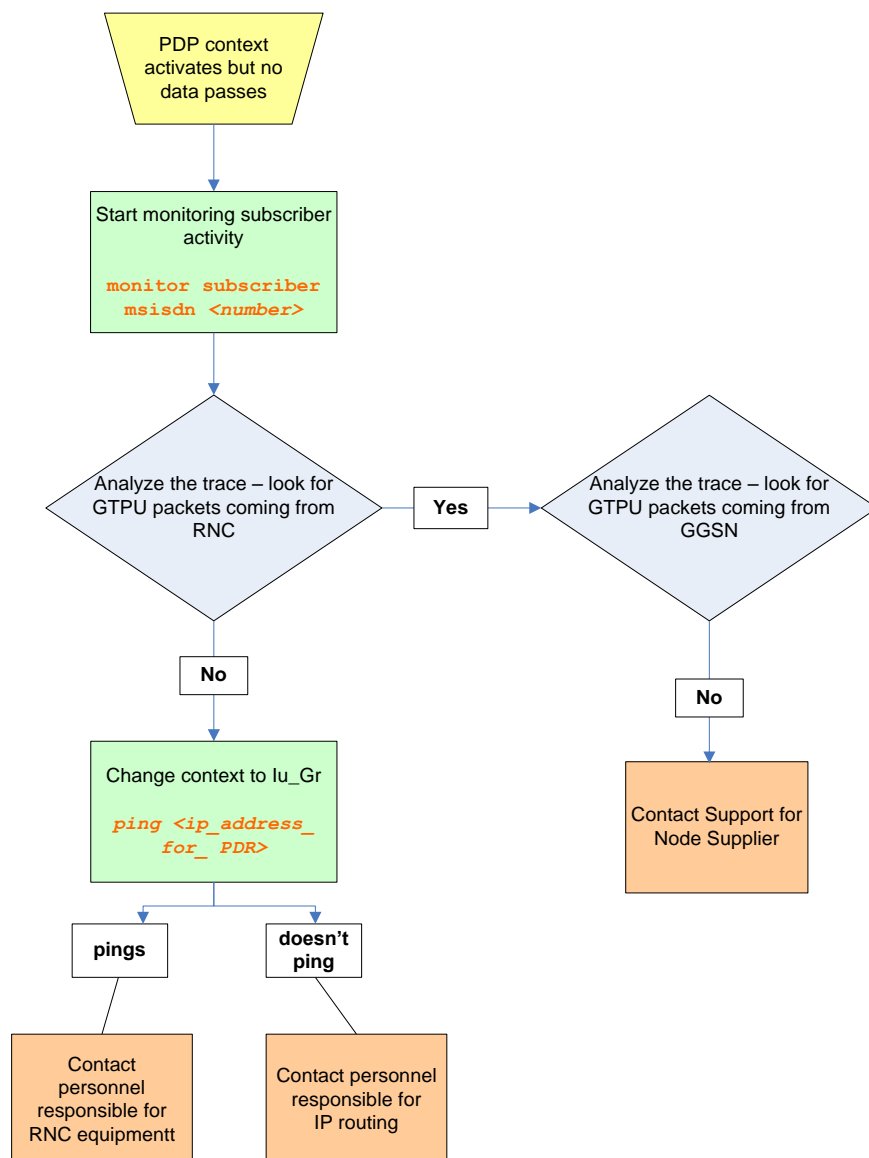 PDP context
activates but no
data passes
Start monitoring subscriber
activity
monitor subscriber
msisdn <number>
Analyze the trace – look for
GTPU packets coming from
RNC
Yes
Analyze the trace – look for
GTPU packets coming from
GGSN
No
No
Change context to Iu_Gr
ping <ip_address_
for_ PDR>
Contact Support for
Node Supplier
pings
doesn't
ping
Contact
personnel
responsible for
RNC equipmentt
Contact personnel
responsible for
IP routing